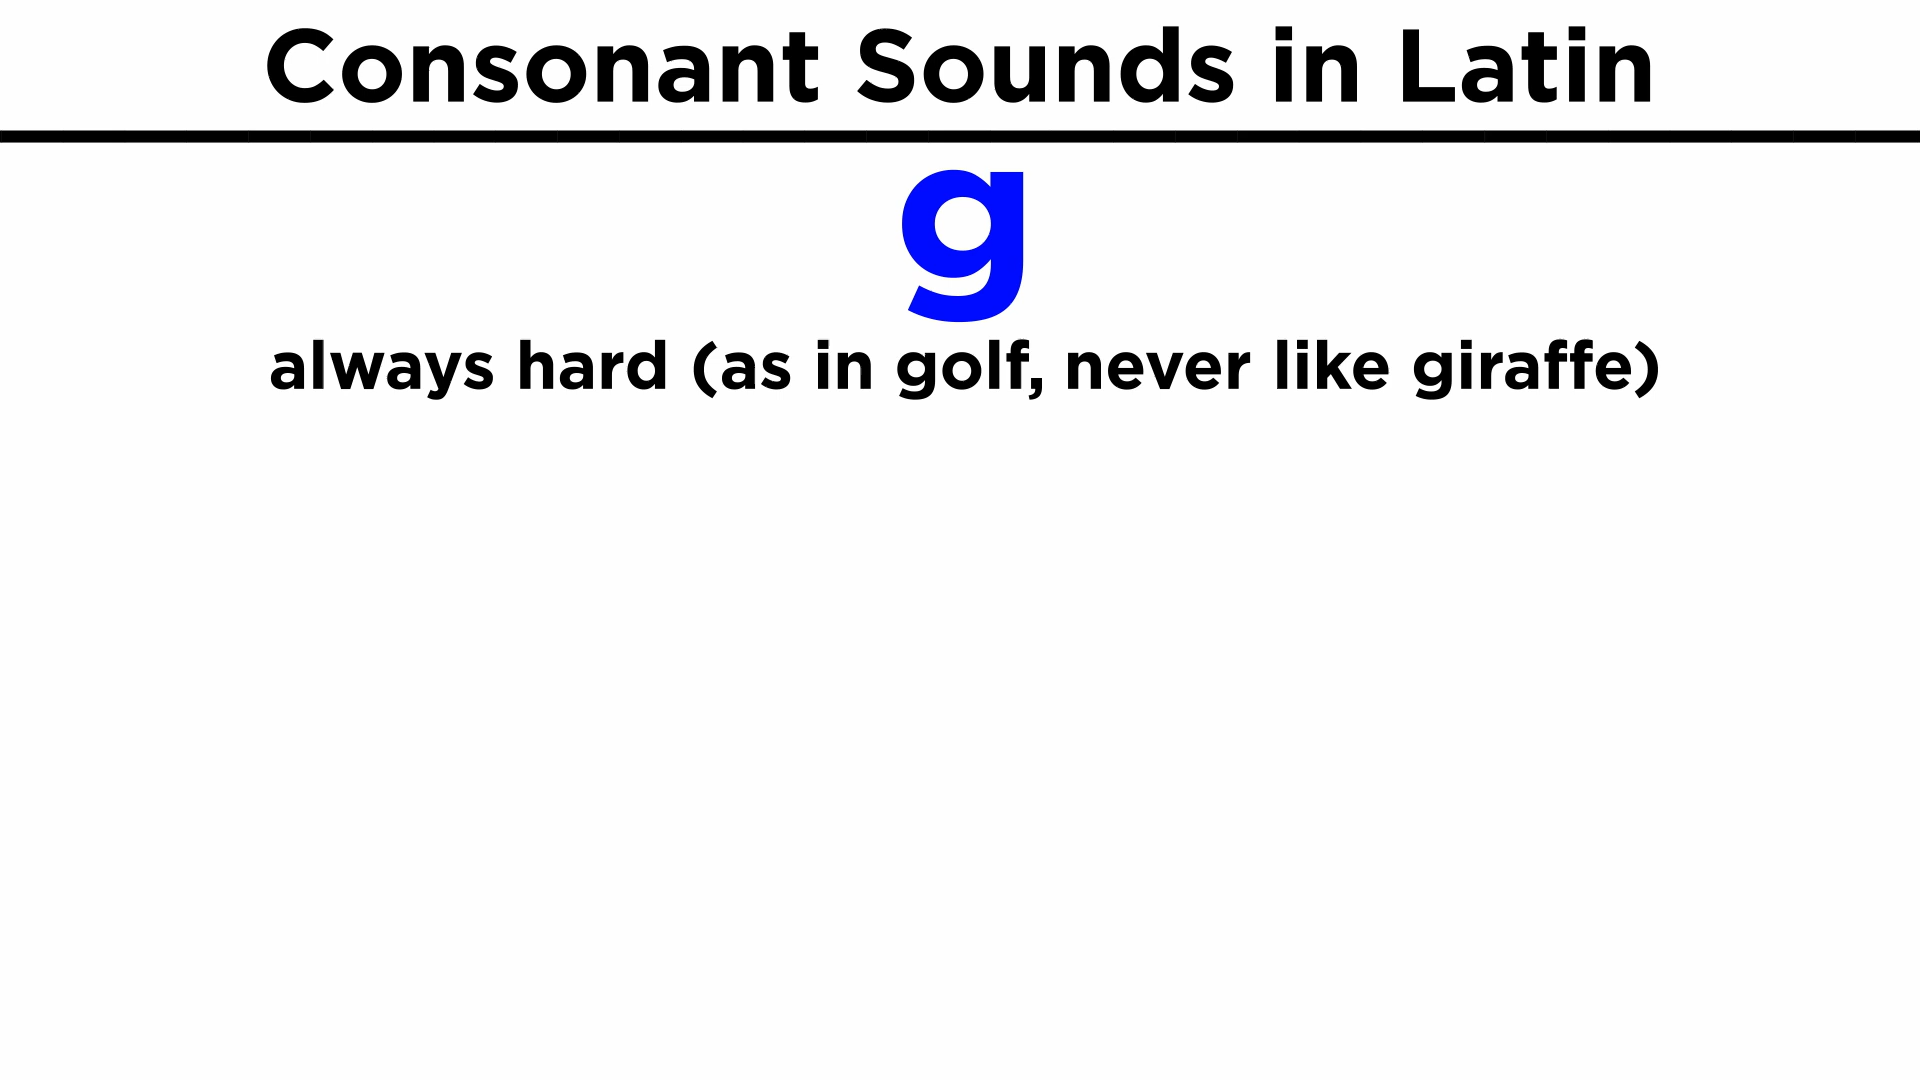 Consonant Sounds in Latin
g
always hard (as in golf, never like giraffe)